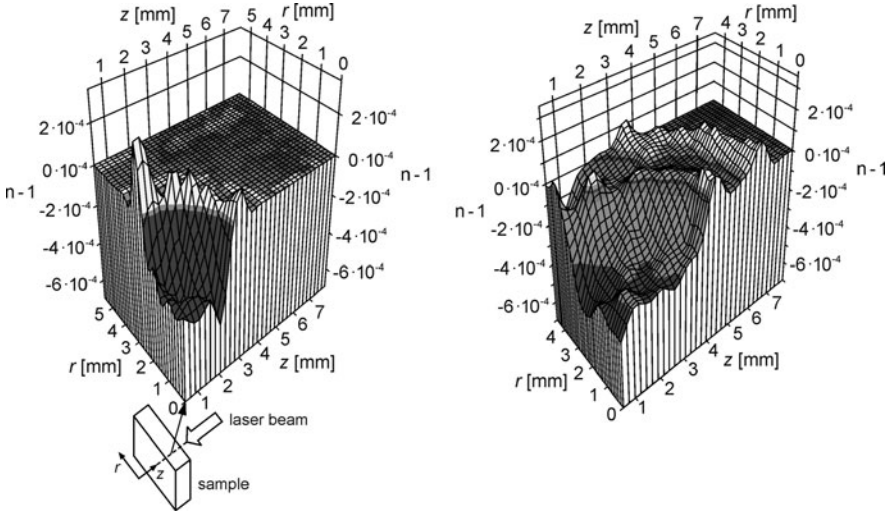 z [mm]
r [mm]
1 2 3 4 5 6 7
5 4 3 2 1 0
2·10⁻⁴
0·10⁻⁴
n - 1
-2·10⁻⁴
-4·10⁻⁴
-6·10⁻⁴
2·10⁻⁴
0·10⁻⁴
n - 1
-2·10⁻⁴
-4·10⁻⁴
-6·10⁻⁴
5 4 3 2 1 0
r [mm]
1 2 3 4 5 6 7
z [mm]
laser beam
r
z
sample
z [mm]
r [mm]
1 2 3 4 5 6 7
4 3 2 1 0
2·10⁻⁴
0·10⁻⁴
n - 1
-2·10⁻⁴
-4·10⁻⁴
-6·10⁻⁴
2·10⁻⁴
0·10⁻⁴
n - 1
-2·10⁻⁴
-4·10⁻⁴
-6·10⁻⁴
4 3 2 1 0
r [mm]
1 2 3 4 5 6 7
z [mm]